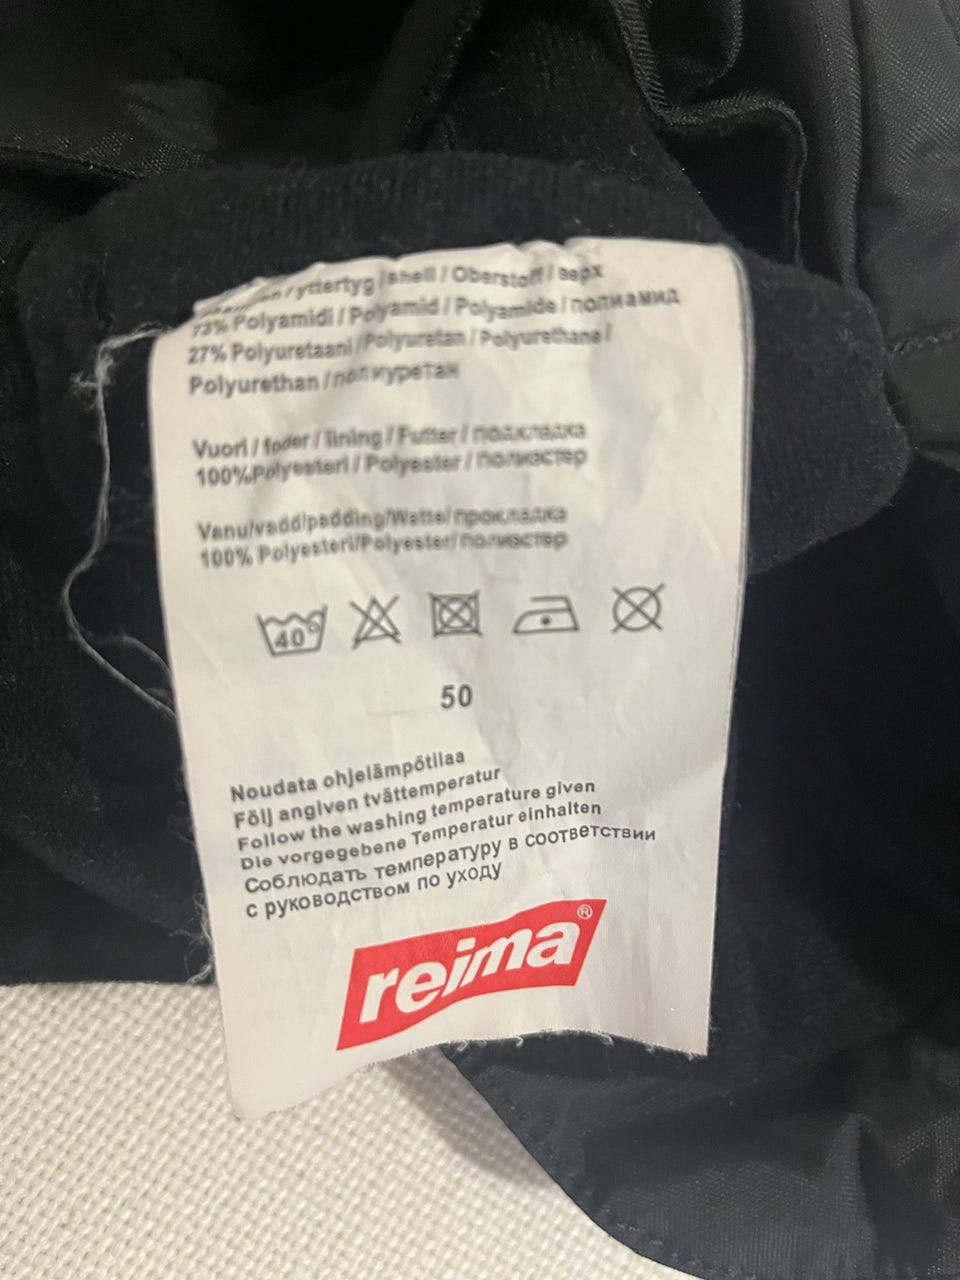 /yttertyg/shell/Oberstoff/верх
73% Polyamidi/Polyamid/Polyamide/полиамид
27% Polyuretaani/Polyuretan/Polyurethane/
Polyurethan/полиуретан
Vuori/foder/lining/Futter/подкладка
100%Polyesteri/Polyester/полиэстер
Vanu/vadd/padding/Watte/прокладка
100% Polyesteri/Polyester/полиэстер
40°
50
Noudata ohjelämpötilaa
Följ angiven tvättemperatur
Follow the washing temperature given
Die vorgegebene Temperatur einhalten
Соблюдать температуру в соответствии
с руководством по уходу
reima®